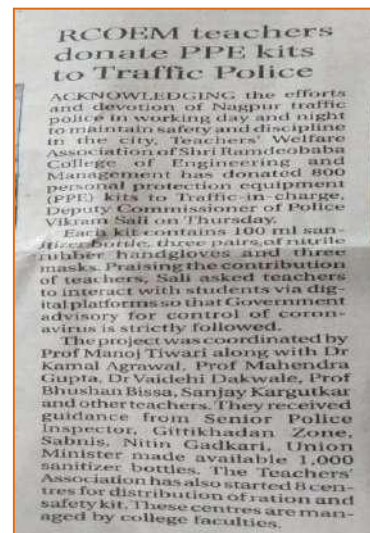 RCOEM teachers
donate PPE kits
to Traffic Police
ACKNOWLEDGING the efforts
and devotion of Nagpur traffic
police in working day and night
to maintain safety and discipline
in the city, Teachers' Welfare
Association of Shri Ramdeobaba
College of Engineering and
Management has donated 800
personal protection equipment
(PPE) kits to Traffic-in-charge,
Deputy Commissioner of Police
Vikram Sali on Thursday.
Each kit contains 100 ml san-
itizer bottle, three pairs of nitrile
rubber handgloves and three
masks. Praising the contribution
of teachers, Sali asked teachers
to interact with students via dig-
ital platforms so that Government
advisory for control of coron-
avirus is strictly followed.
The project was coordinated by
Prof Manoj Tiwari along with Dr
Kamal Agrawal, Prof Mahendra
Gupta, Dr Vaidehi Dakwale, Prof
Bhushan Bissa, Sanjay Kargutkar
and other teachers. They received
guidance from Senior Police
Inspector, Gittikhadan Zone,
Sabnis, Nitin Gadkari, Union
Minister made available 1,000
sanitizer bottles. The Teachers'
Association has also started 8 cen-
tres for distribution of ration and
safety kit. These centres are man-
aged by college faculties.